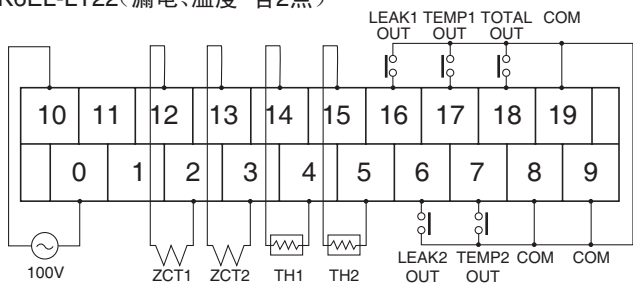 漏電、温度 各2点）
LEAK1 TEMP1 TOTAL COM
OUT OUT OUT
10 11 12 13 14 15 16 17 18 19
0 1 2 3 4 5 6 7 8 9
100V ZCT1 ZCT2 TH1 TH2
LEAK2 TEMP2 COM COM
OUT OUT